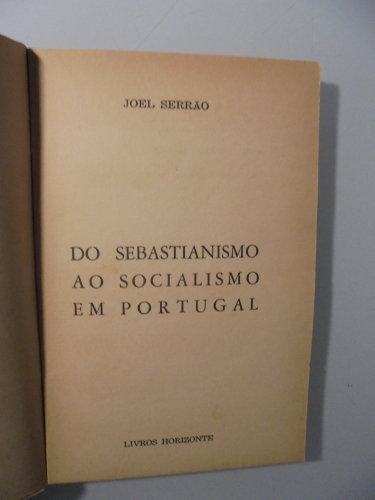 JOEL SERRÃO
DO SEBASTIANISMO
AO SOCIALISMO
EM PORTUGAL
LIVROS HORIZONTE